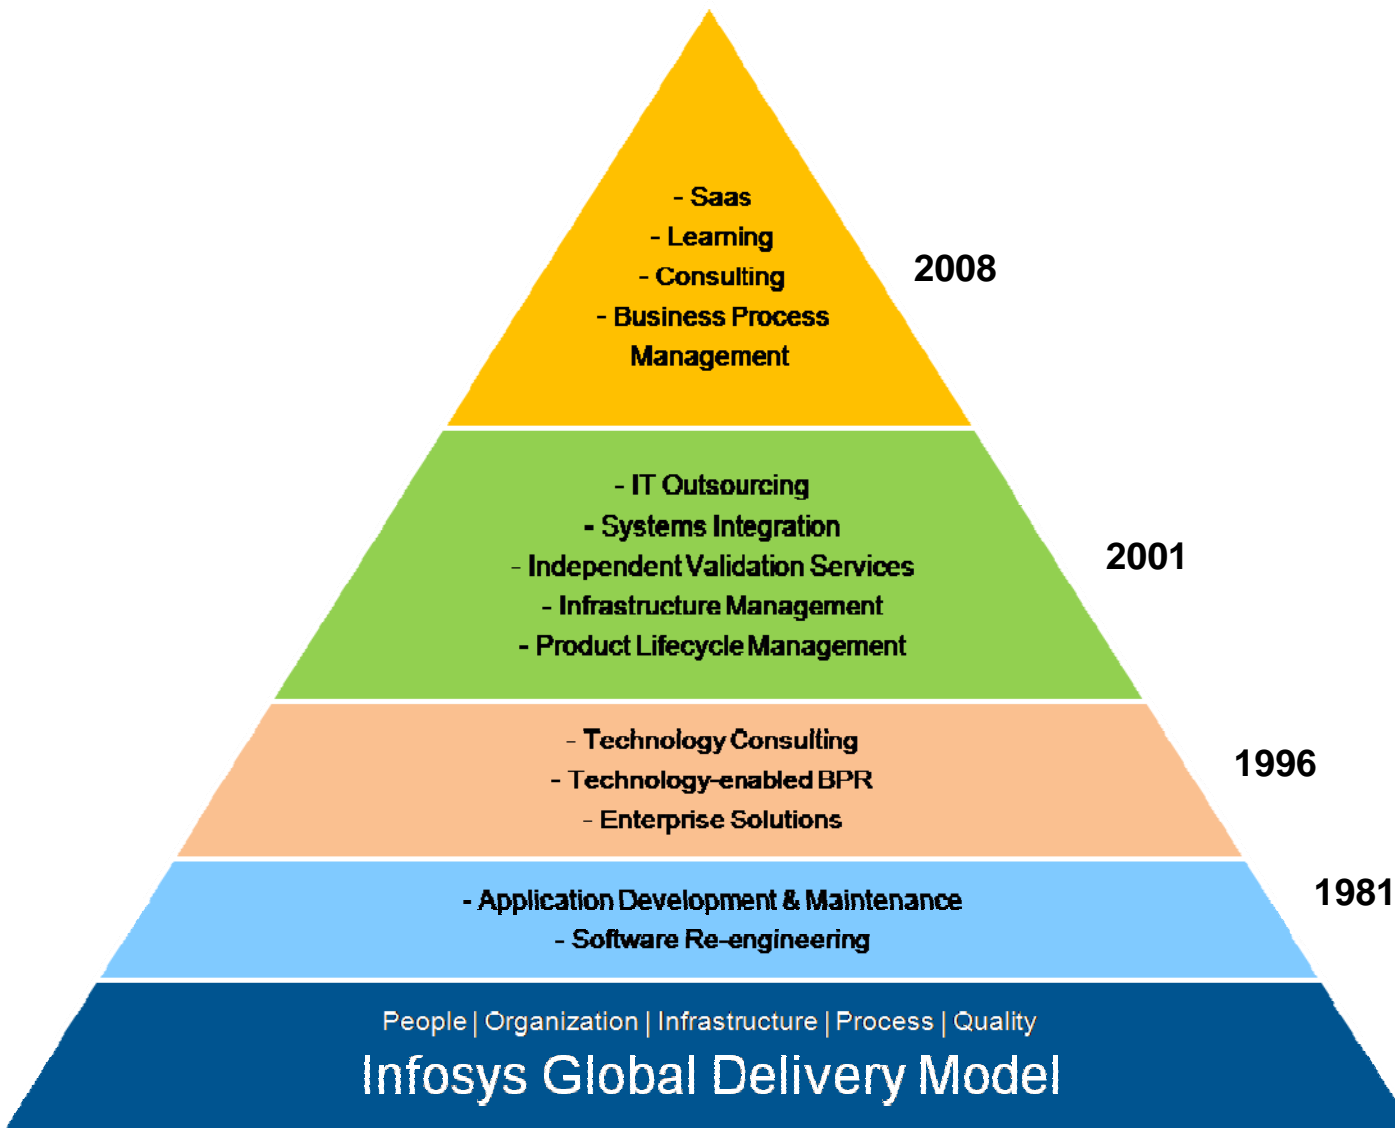 - Saas
- Learning
- Consulting
- Business Process
Management
2008
- IT Outsourcing
- Systems Integration
- Independent Validation Services
- Infrastructure Management
- Product Lifecycle Management
2001
- Technology Consulting
- Technology-enabled BPR
- Enterprise Solutions
1996
- Application Development & Maintenance
- Software Re-engineering
1981
People | Organization | Infrastructure | Process | Quality
Infosys Global Delivery Model